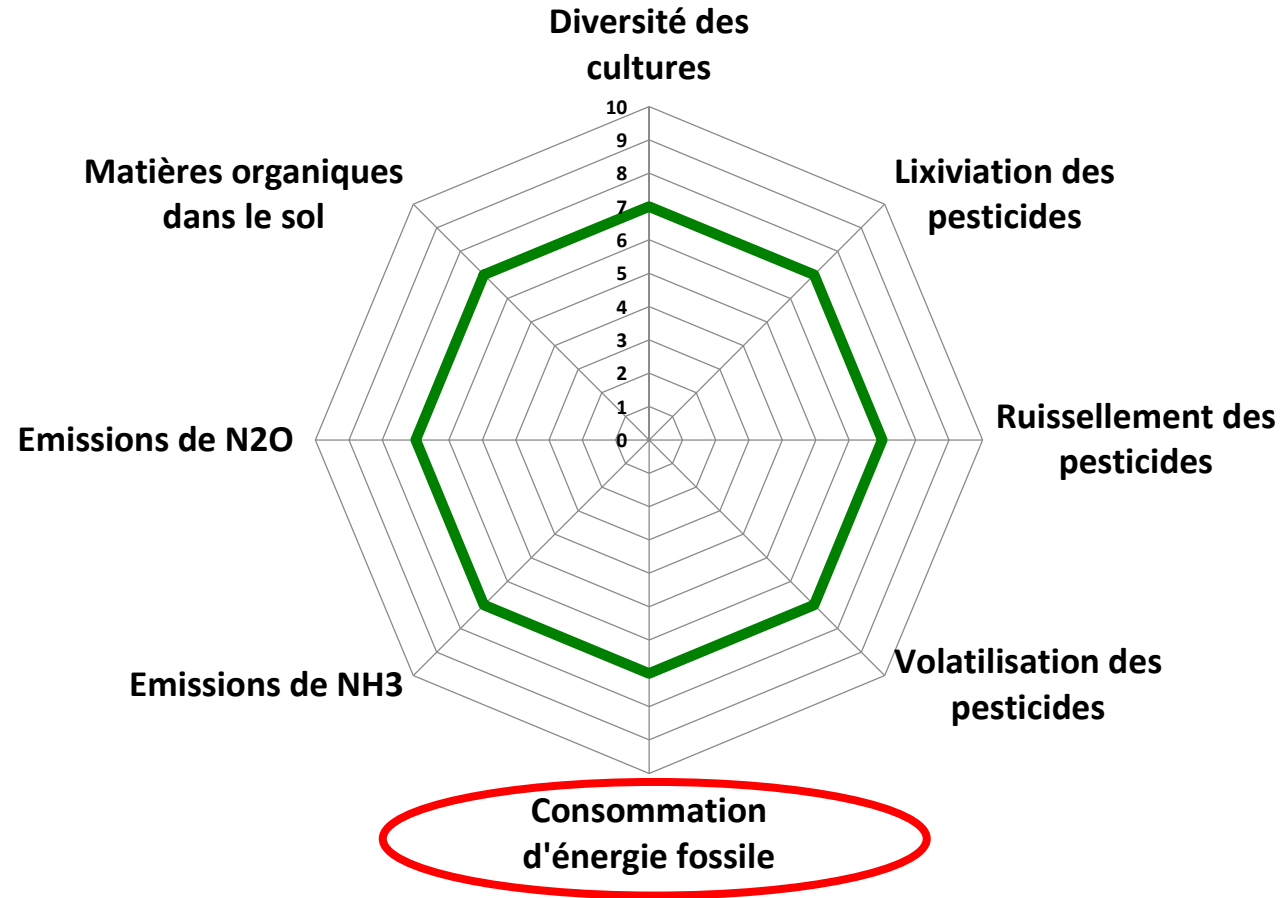 Diversité des
cultures
10
9
8
7
6
5
4
3
2
1
0
Lixiviation des
pesticides
Ruissellement des
pesticides
Volatilisation des
pesticides
Consommation
d'énergie fossile
Emissions de NH3
Emissions de N2O
Matières organiques
dans le sol